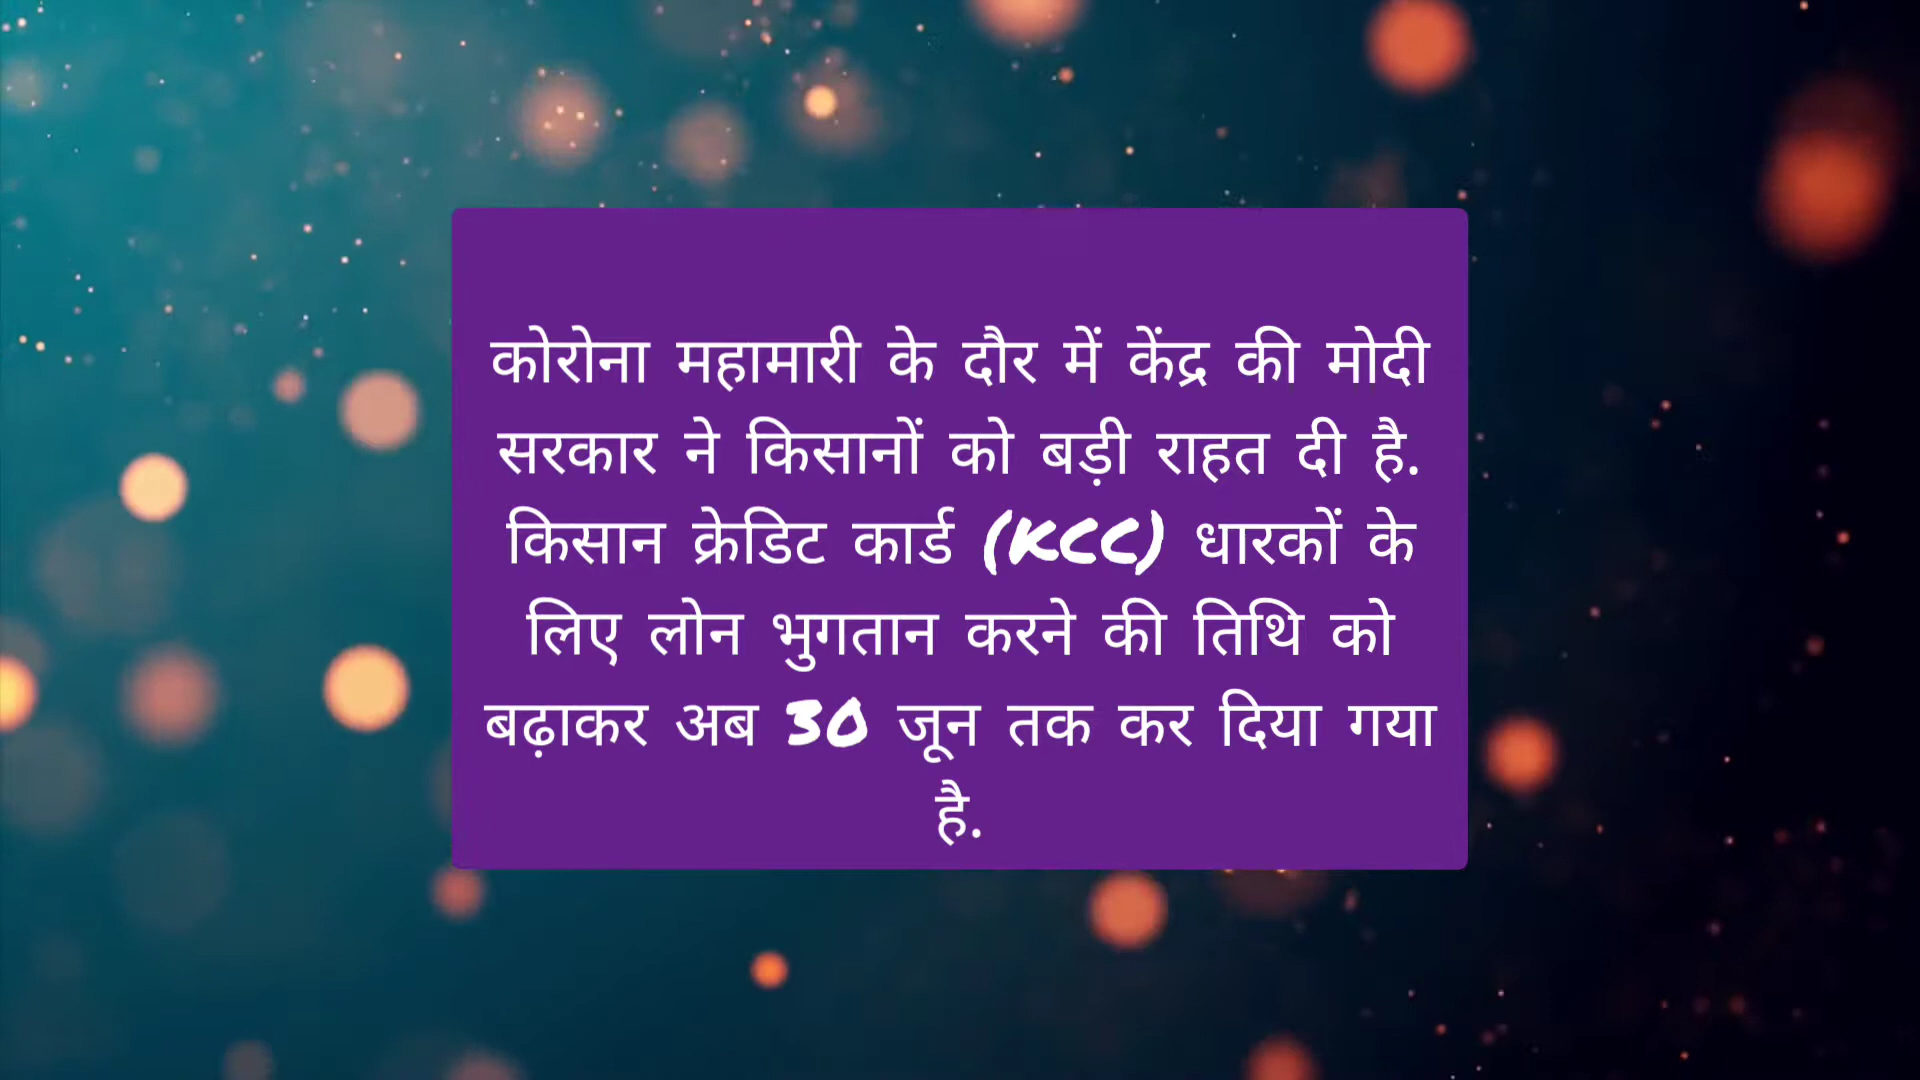 कोरोना महामारी के दौर में केंद्र की मोदी
सरकार ने किसानों को बड़ी राहत दी है.
किसान क्रेडिट कार्ड (KCC) धारकों के
लिए लोन भुगतान करने की तिथि को
बढ़ाकर अब 30 जून तक कर दिया गया
है.